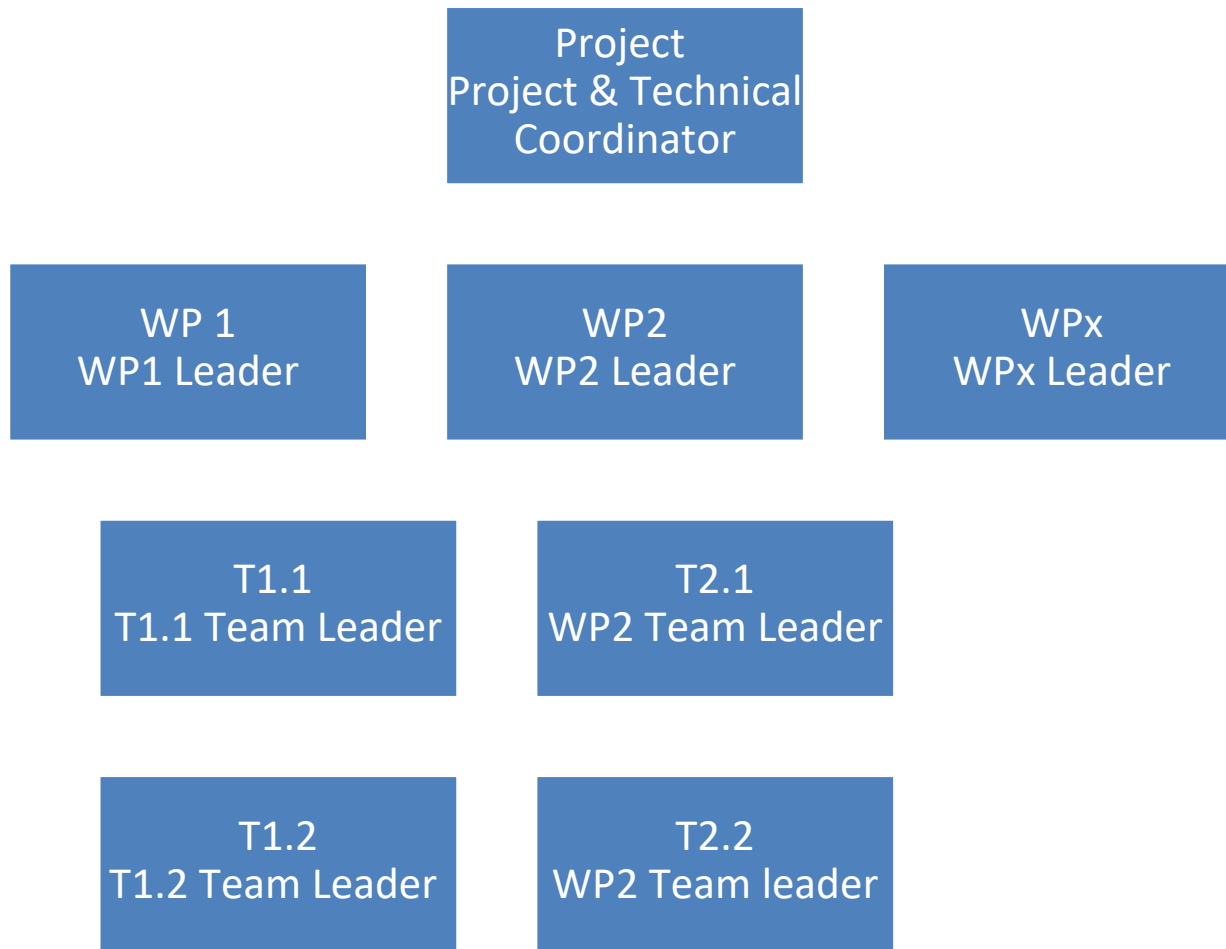 Project
Project & Technical
Coordinator
WP 1
WP1 Leader
WP2
WP2 Leader
WPx
WPx Leader
T1.1
T1.1 Team Leader
T2.1
WP2 Team Leader
T1.2
T1.2 Team Leader
T2.2
WP2 Team leader